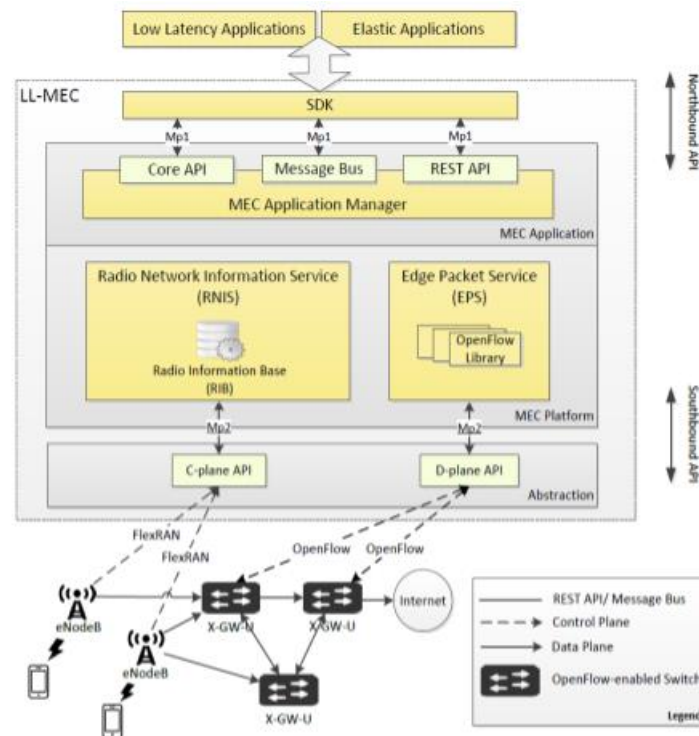 Low Latency Applications
Elastic Applications
LL-MEC
SDK
Northbound API
Mp1
Mp1
Mp1
Core API
Message Bus
REST API
MEC Application Manager
MEC Application
Radio Network Information Service
(RNIS)
Radio Information Base
(RIB)
Edge Packet Service
(EPS)
OpenFlow
Library
MEC Platform
Southbound API
Mp2
Mp2
C-plane API
D-plane API
Abstraction
FlexRAN
FlexRAN
OpenFlow
OpenFlow
eNodeB
eNodeB
X-GW-U
X-GW-U
X-GW-U
Internet
REST API/ Message Bus
Control Plane
Data Plane
OpenFlow-enabled Switch
Legend